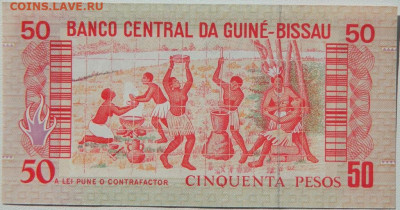 COINS.LAVE.RU
50 BANCO CENTRAL DA GUINÉ-BISSAU 50
50 A LEI PUNE O CONTRAFACTOR CINQUENTA PESOS 50